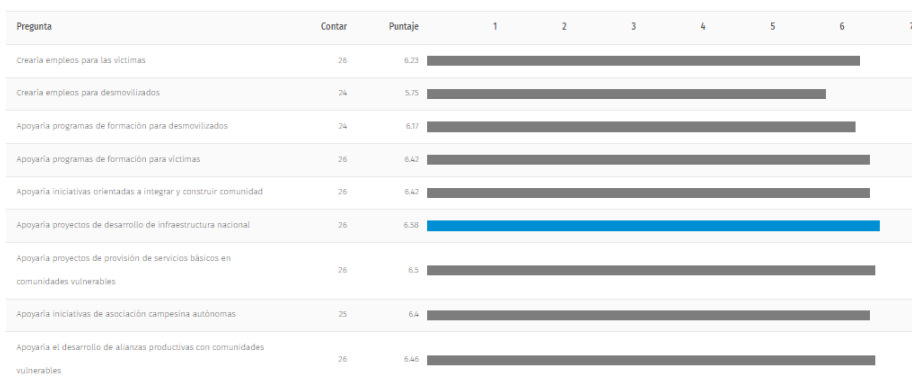 Pregunta Contar Puntaje 1 2 3 4 5 6 7
Crearía empleos para las víctimas 26 6.23
Crearía empleos para desmovilizados 24 5.75
Apoyaría programas de formación para desmovilizados 24 6.17
Apoyaría programas de formación para víctimas 26 6.42
Apoyaría iniciativas orientadas a integrar y construir comunidad 26 6.42
Apoyaría proyectos de desarrollo de infraestructura nacional 26 6.58
Apoyaría proyectos de provisión de servicios básicos en
comunidades vulnerables 26 6.5
Apoyaría iniciativas de asociación campesina autónomas 25 6.4
Apoyaría el desarrollo de alianzas productivas con comunidades
vulnerables 26 6.46